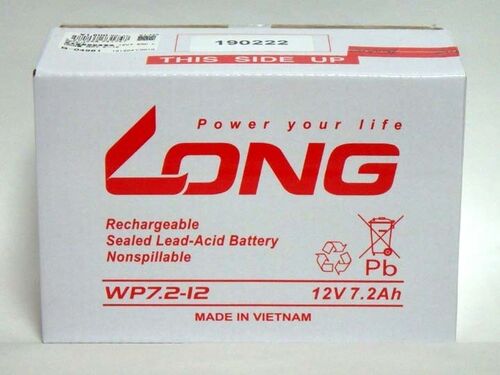 190222
THIS SIDE UP
Power your life
LONG
Rechargeable
Sealed Lead-Acid Battery
Nonspillable
Pb
WP7.2-12 12V 7.2Ah
MADE IN VIETNAM